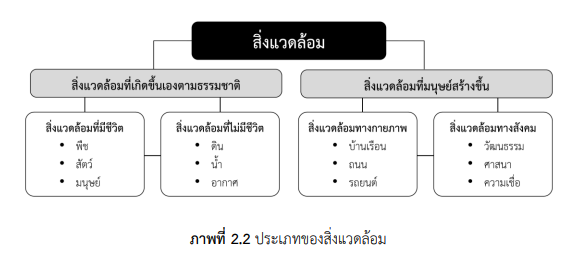 สิ่งแวดล้อม
สิ่งแวดล้อมที่เกิดขึ้นเองตามธรรมชาติ
สิ่งแวดล้อมที่มีชีวิต
• พืช
• สัตว์
• มนุษย์
สิ่งแวดล้อมที่ไม่มีชีวิต
• ดิน
• น้ำ
• อากาศ
สิ่งแวดล้อมที่มนุษย์สร้างขึ้น
สิ่งแวดล้อมทางกายภาพ
• บ้านเรือน
• ถนน
• รถยนต์
สิ่งแวดล้อมทางสังคม
• วัฒนธรรม
• ศาสนา
• ความเชื่อ
ภาพที่ 2.2 ประเภทของสิ่งแวดล้อม